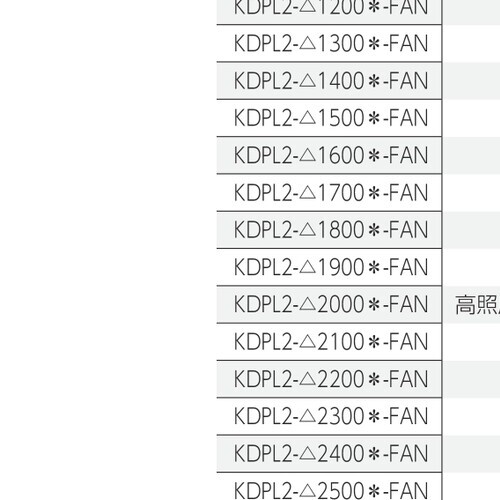 KDPL2-△1200＊-FAN
KDPL2-△1300＊-FAN
KDPL2-△1400＊-FAN
KDPL2-△1500＊-FAN
KDPL2-△1600＊-FAN
KDPL2-△1700＊-FAN
KDPL2-△1800＊-FAN
KDPL2-△1900＊-FAN
KDPL2-△2000＊-FAN 高照
KDPL2-△2100＊-FAN
KDPL2-△2200＊-FAN
KDPL2-△2300＊-FAN
KDPL2-△2400＊-FAN
KDPL2-△2500＊-FAN